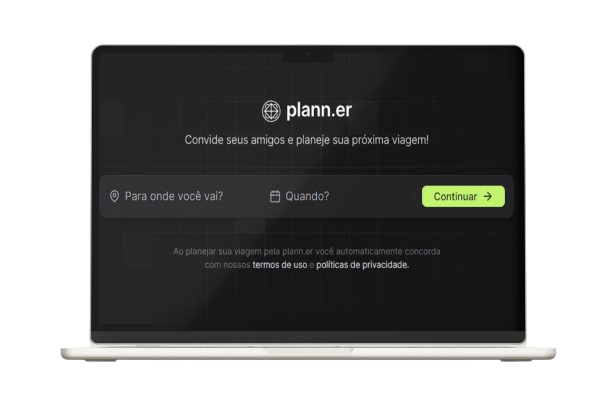 plann.er
Convide seus amigos e planeje sua próxima viagem!
Para onde você vai? Quando? Continuar
Ao planejar sua viagem pela plann.er você automaticamente concorda
com nossos termos de uso e políticas de privacidade.